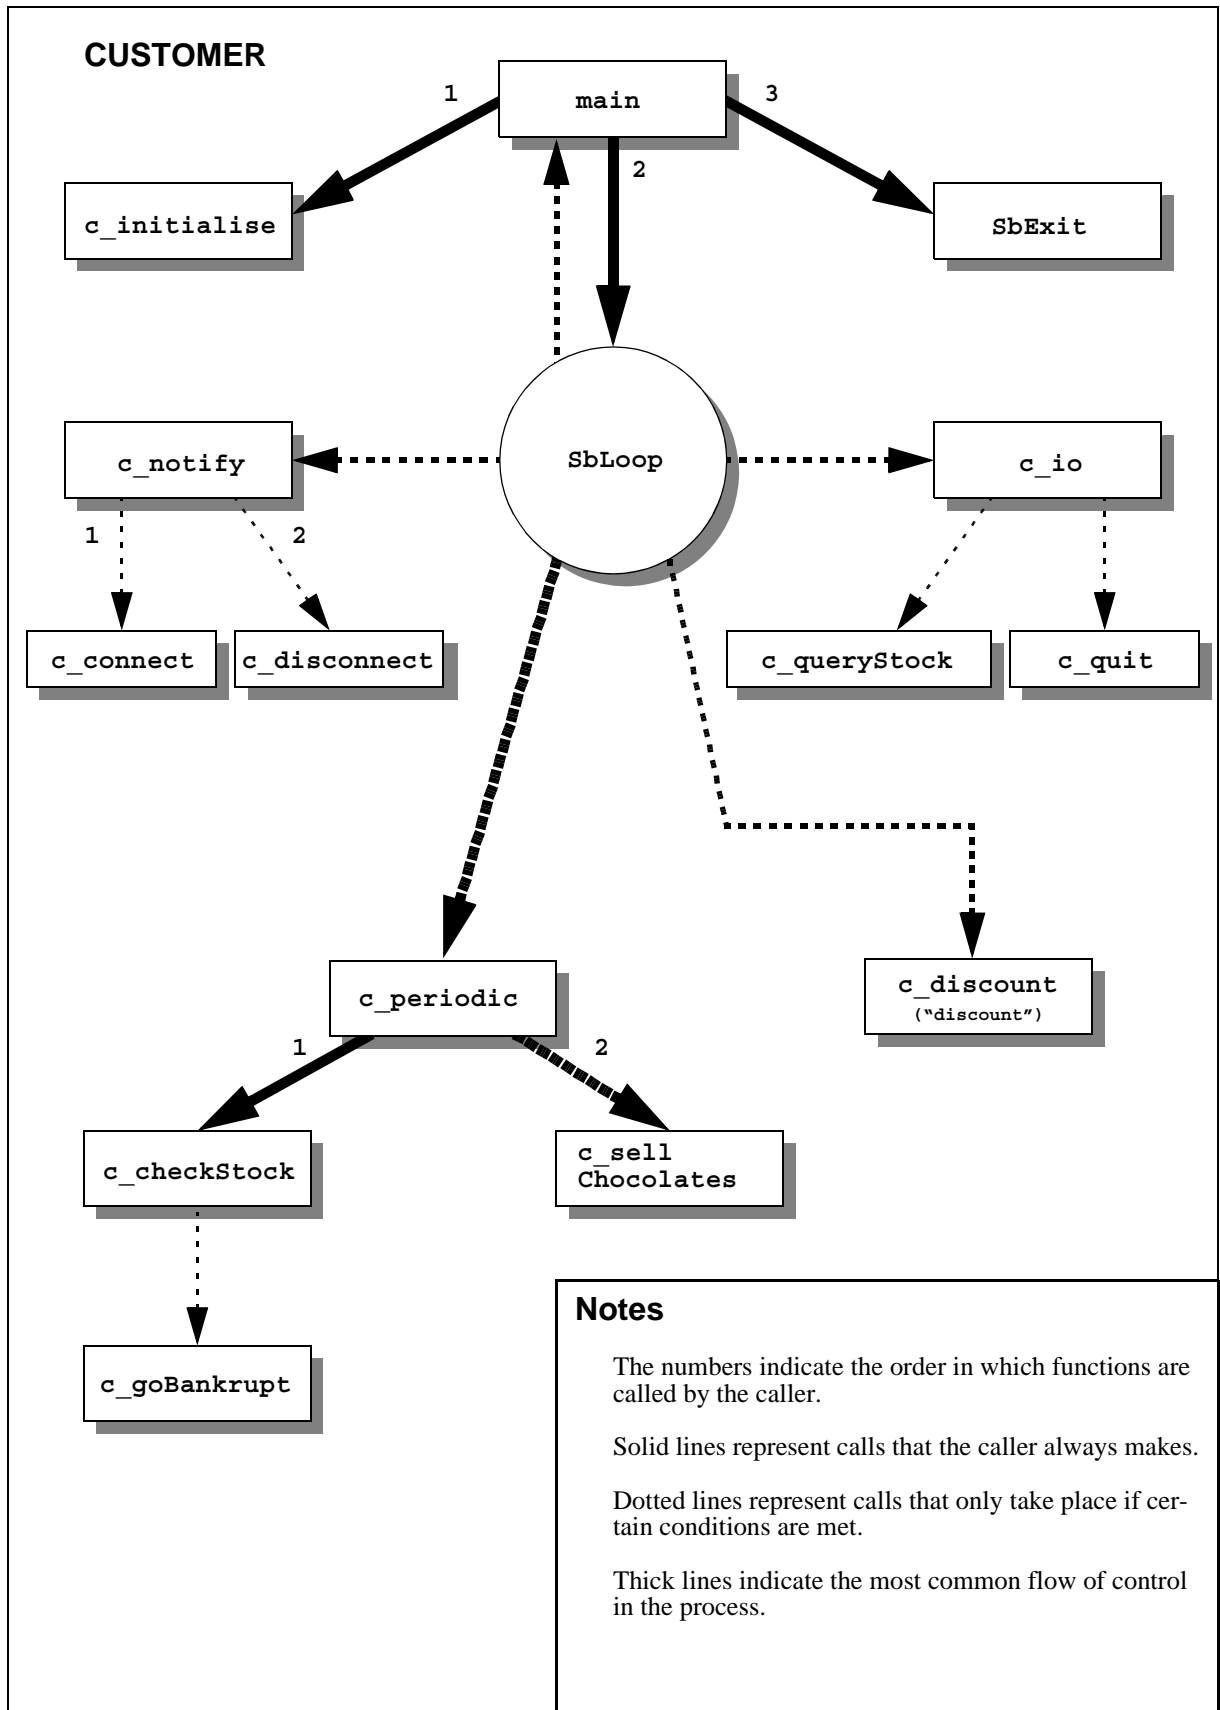 CUSTOMER
1
main
3
2
c_initialise
SbExit
c_notify
SbLoop
c_io
1
2
c_connect
c_disconnect
c_queryStock
c_quit
c_periodic
c_discount
(“discount”)
1
2
c_checkStock
c_sell
Chocolates
c_goBankrupt
Notes
The numbers indicate the order in which functions are
called by the caller.
Solid lines represent calls that the caller always makes.
Dotted lines represent calls that only take place if cer-
tain conditions are met.
Thick lines indicate the most common flow of control
in the process.